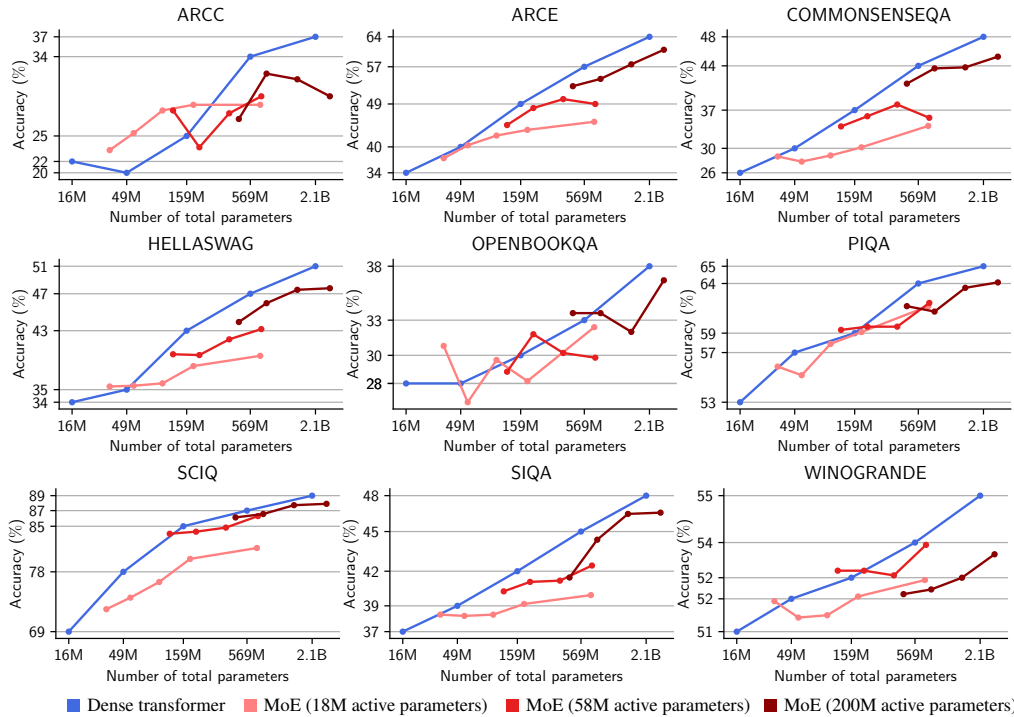 ARCC
Accuracy (%)
37
34
25
22
20
16M 49M 159M 569M 2.1B
Number of total parameters
ARCE
Accuracy (%)
64
57
49
40
34
16M 49M 159M 569M 2.1B
Number of total parameters
COMMONSENSEQA
Accuracy (%)
48
44
37
30
26
16M 49M 159M 569M 2.1B
Number of total parameters
HELLASWAG
Accuracy (%)
51
47
43
35
34
16M 49M 159M 569M 2.1B
Number of total parameters
OPENBOOKQA
Accuracy (%)
38
33
30
28
16M 49M 159M 569M 2.1B
Number of total parameters
PIQA
Accuracy (%)
65
64
59
57
53
16M 49M 159M 569M 2.1B
Number of total parameters
SCIQ
Accuracy (%)
89
87
85
78
69
16M 49M 159M 569M 2.1B
Number of total parameters
SIQA
Accuracy (%)
48
45
42
39
37
16M 49M 159M 569M 2.1B
Number of total parameters
WINOGRANDE
Accuracy (%)
55
54
52
52
51
16M 49M 159M 569M 2.1B
Number of total parameters
Dense transformer MoE (18M active parameters) MoE (58M active parameters) MoE (200M active parameters)